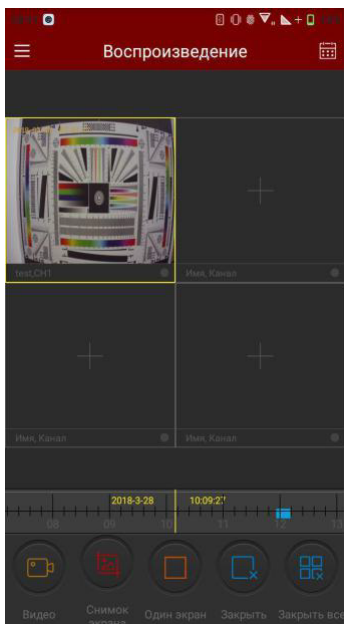 Воспроизведение
test,CH1
Имя, Канал
Имя, Канал
Имя, Канал
2018-3-28 10:09:27
08 09 10 11 12 13
Видео
Снимок экрана
Один экран
Закрыть
Закрыть все